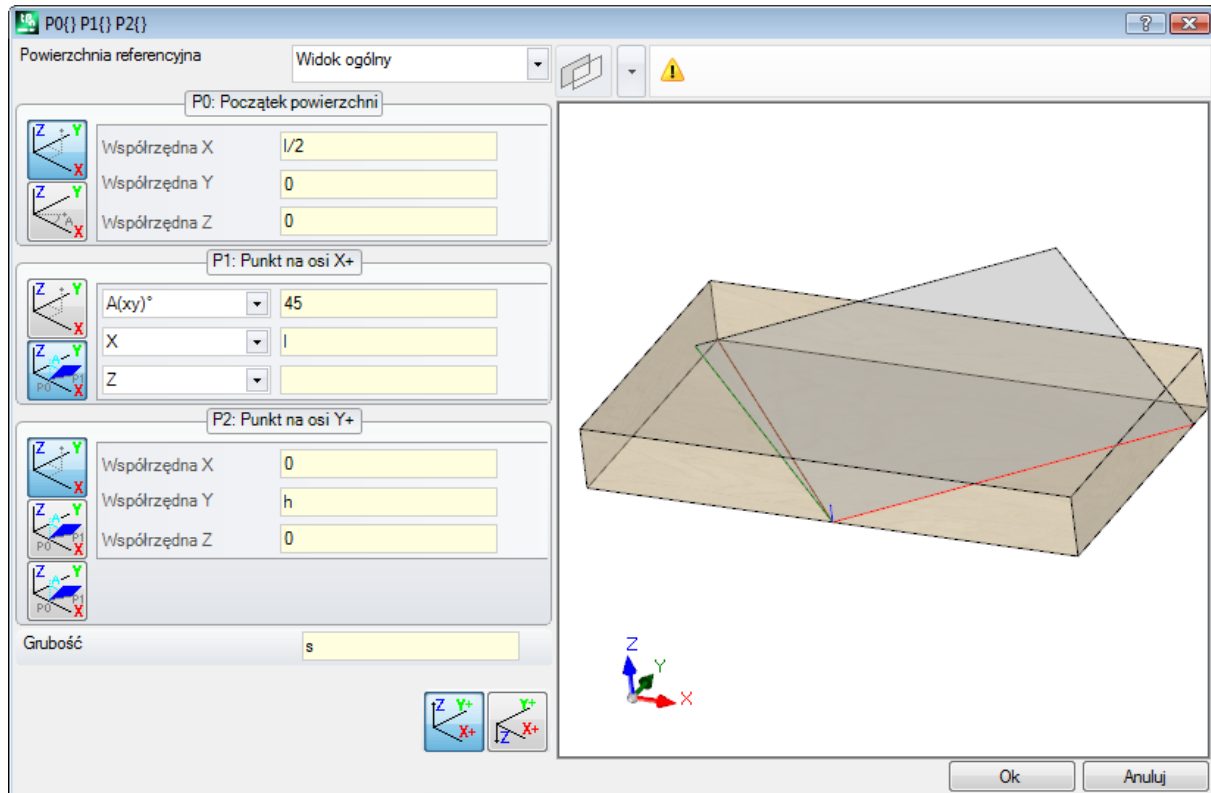 P0{} P1{} P2{}
Powierzchnia referencyjna
Widok ogólny
P0: Początek powierzchni
Współrzędna X
l/2
Współrzędna Y
0
Współrzędna Z
0
P1: Punkt na osi X+
A(xy)°
45
X
l
Z
P2: Punkt na osi Y+
Współrzędna X
0
Współrzędna Y
h
Współrzędna Z
0
Grubość
s
Z Y+
X+
Y+
Z X+
Z
Y
X
Ok
Anuluj